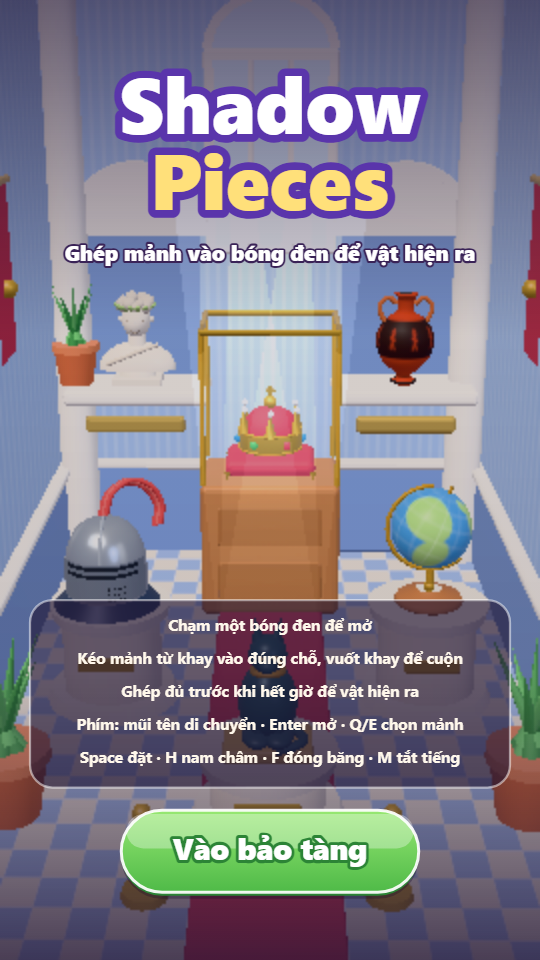 Shadow
Pieces
Ghép mảnh vào bóng đen để vật hiện ra
Chạm một bóng đen để mở
Kéo mảnh từ khay vào đúng chỗ, vuốt khay để cuộn
Ghép đủ trước khi hết giờ để vật hiện ra
Phím: mũi tên di chuyển · Enter mở · Q/E chọn mảnh
Space đặt · H nam châm · F đóng băng · M tắt tiếng
Vào bảo tàng